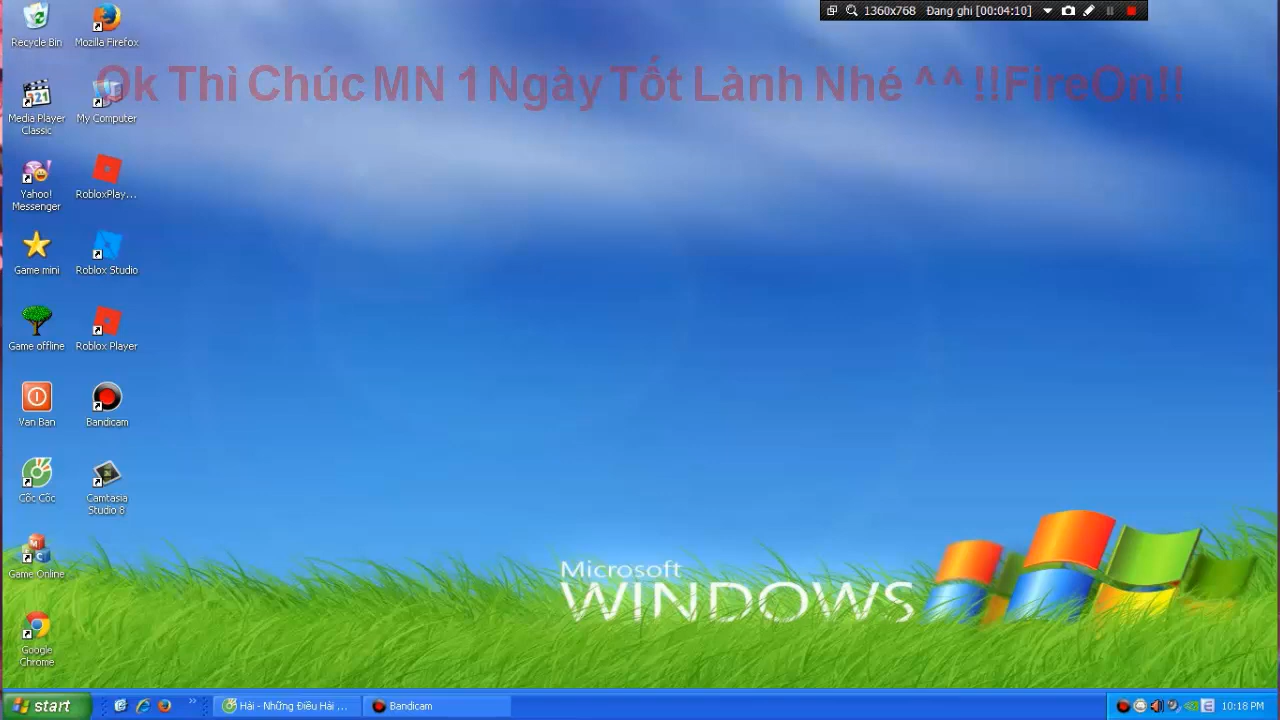 1360x768 Đang ghi [00:04:10]
Ok Thì Chúc MN 1 Ngày Tốt Lành Nhé ^^ !!FireOn!!
Recycle Bin
Mozilla Firefox
Media Player Classic
My Computer
Yahoo! Messenger
RobloxPlay...
Game mini
Roblox Studio
Game offline
Roblox Player
Van Ban
Bandicam
Cốc Cốc
Camtasia Studio 8
Game Online
Google Chrome
Microsoft
WINDOWS
start
Hài - Những Điều Hài ...
Bandicam
10:18 PM